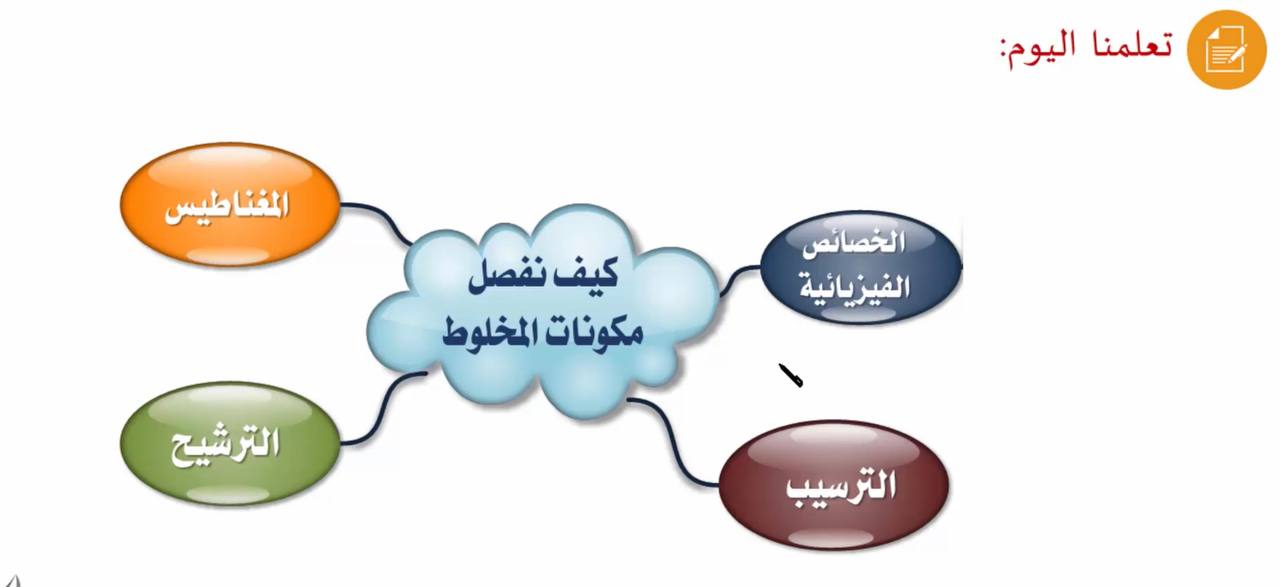 تعلمنا اليوم:
كيف نفصل
مكونات المخلوط
الخصائص
الفيزيائية
المغناطيس
الترسيب
الترشيح